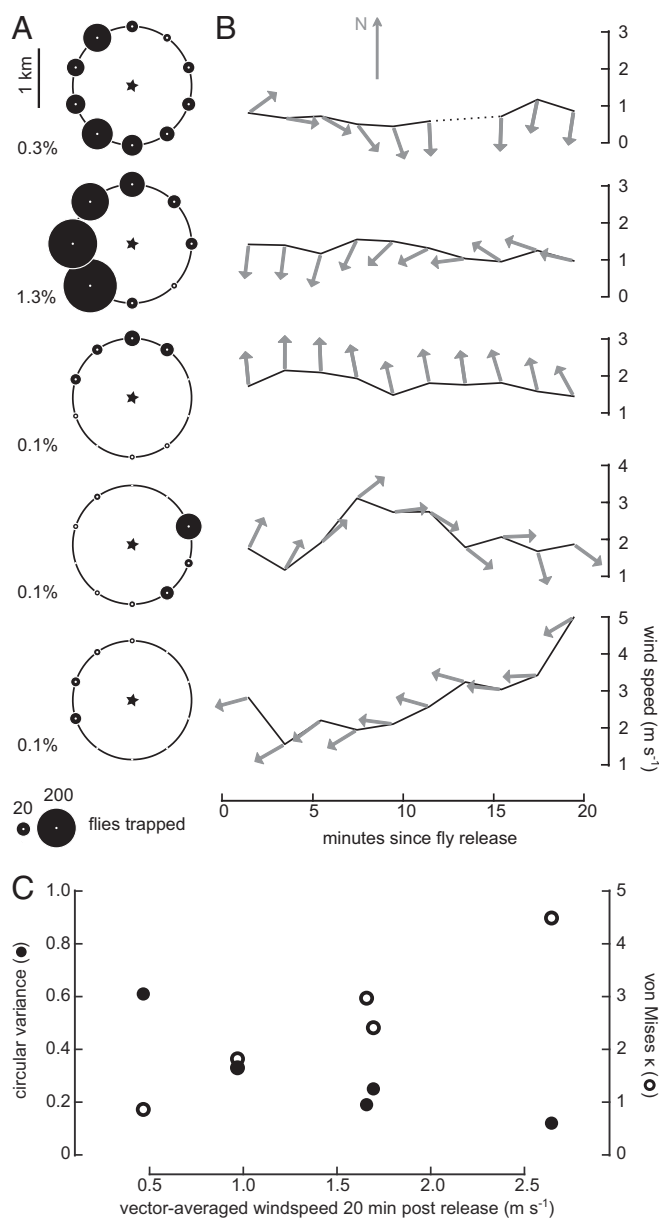 A
B
1 km
N
3
2
1
0
0.3%
3
2
1
0
1.3%
3
2
1
0.1%
4
3
2
1
0.1%
5
4
3
2
1
0.1%
wind speed (m s⁻¹)
20 200
flies trapped
0 5 10 15 20
minutes since fly release
C
1.0
0.8
0.6
0.4
0.2
0
circular variance (●)
5
4
3
2
1
0
von Mises κ (○)
0.5 1.0 1.5 2.0 2.5
vector-averaged windspeed 20 min post release (m s⁻¹)